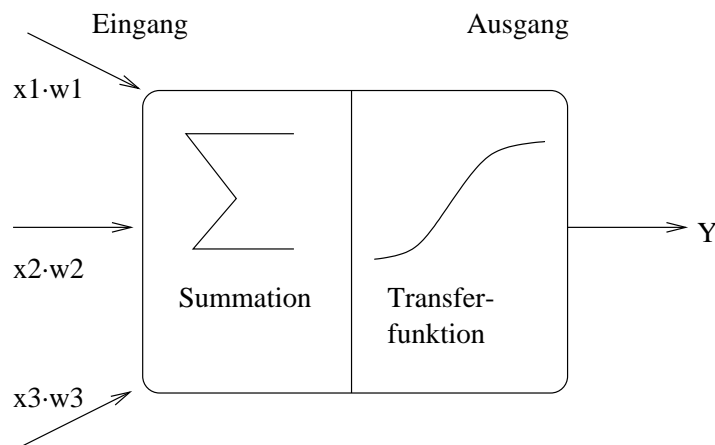 Eingang
Ausgang
x1·w1
x2·w2
Y
Summation
Transfer-
funktion
x3·w3